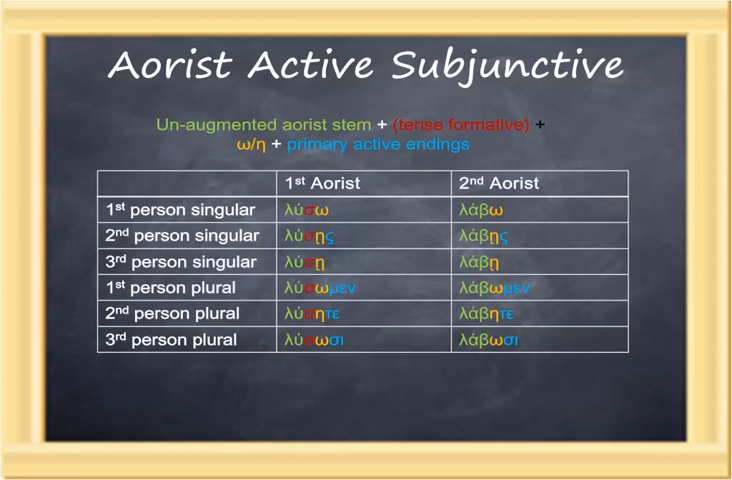 Aorist Active Subjunctive
Un-augmented aorist stem + (tense formative) +
ω/η + primary active endings
1st Aorist 2nd Aorist
1st person singular λύσω λάβω
2nd person singular λύσῃς λάβῃς
3rd person singular λύσῃ λάβῃ
1st person plural λύσωμεν λάβωμεν
2nd person plural λύσητε λάβητε
3rd person plural λύσωσι λάβωσι